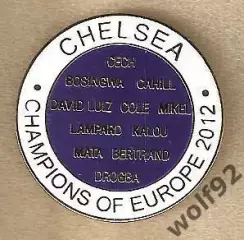 CHELSEA
CECH
BOSINGWA CAHILL
DAVID LUIZ COLE MIKEL
LAMPARD KALOU
MATA BERTRAND
DROGBA
• CHAMPIONS OF EUROPE 2012 •
wolf92